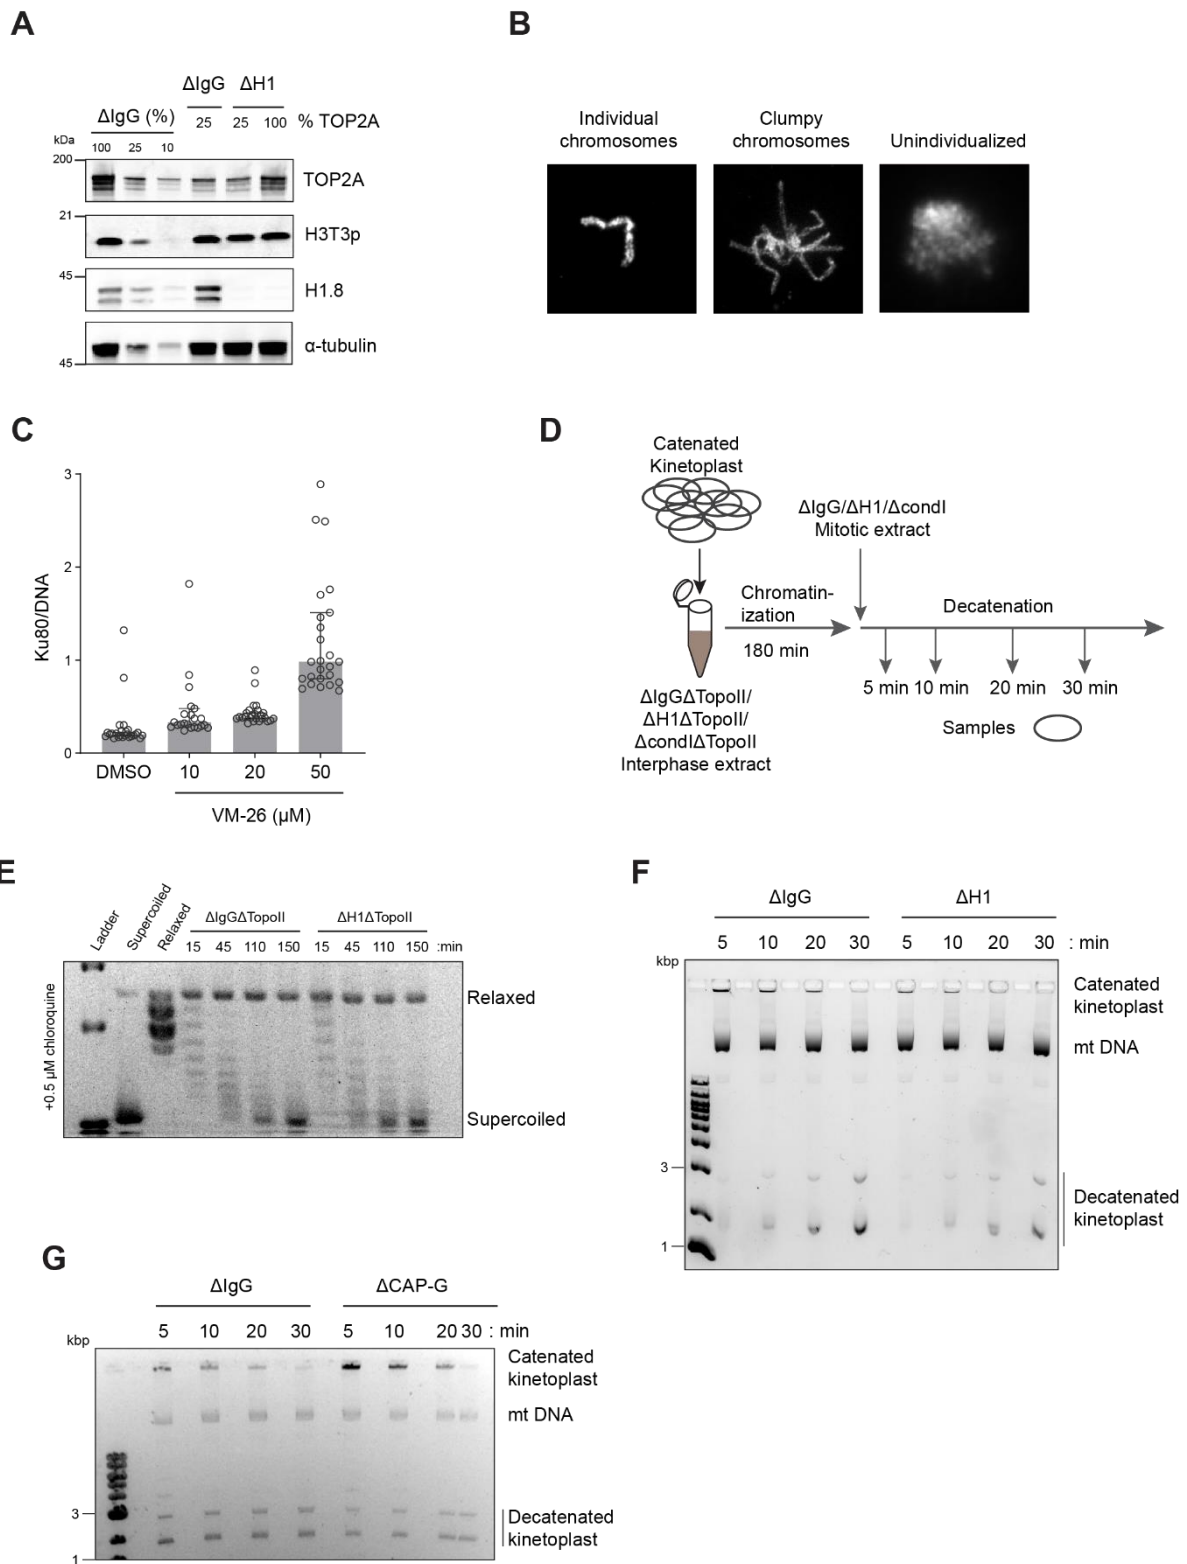 A
ΔIgG ΔH1
ΔIgG (%) 25 25 100 % TOP2A
kDa 100 25 10
200
TOP2A
21
H3T3p
45
H1.8
α-tubulin
45
B
Individual
chromosomes
Clumpy
chromosomes
Unindividualized
C
Ku80/DNA
3
2
1
0
DMSO 10 20 50
VM-26 (μM)
D
Catenated
Kinetoplast
ΔIgG/ΔH1/ΔcondI
Mitotic extract
Chromatin-
ization
180 min
Decatenation
5 min 10 min 20 min 30 min
Samples
ΔIgGΔTopoII/
ΔH1ΔTopoII/
ΔcondIΔTopoII
Interphase extract
E
Ladder
Supercoiled
Relaxed
ΔIgGΔTopoII ΔH1ΔTopoII
15 45 110 150 15 45 110 150 :min
+0.5 μM chloroquine
Relaxed
Supercoiled
F
ΔIgG ΔH1
5 10 20 30 5 10 20 30 : min
kbp
Catenated
kinetoplast
mt DNA
3
Decatenated
kinetoplast
1
G
ΔIgG ΔCAP-G
5 10 20 30 5 10 20 30 : min
kbp
Catenated
kinetoplast
mt DNA
3
Decatenated
kinetoplast
1